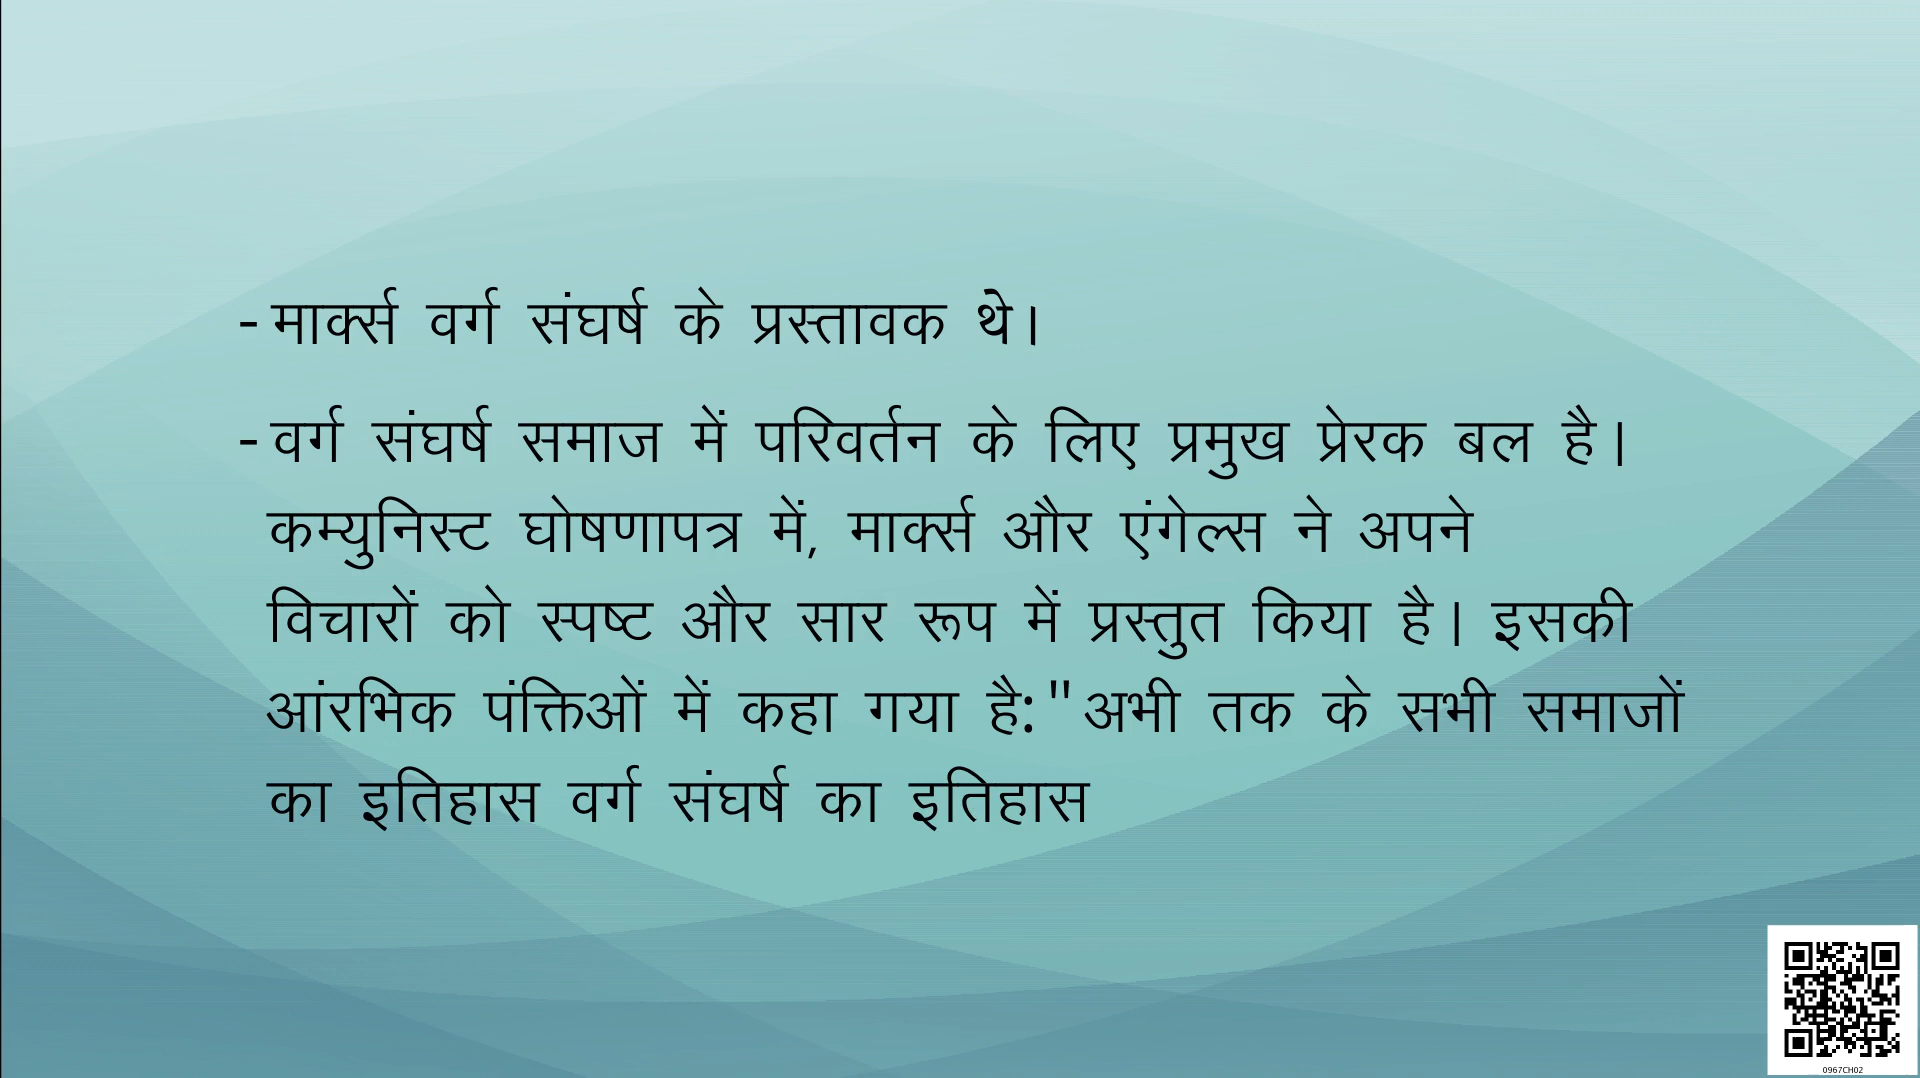 - मार्क्स वर्ग संघर्ष के प्रस्तावक थे।
- वर्ग संघर्ष समाज में परिवर्तन के लिए प्रमुख प्रेरक बल है|
कम्युनिस्ट घोषणापत्र में, मार्क्स और एंगेल्स ने अपने
विचारों को स्पष्ट और सार रूप में प्रस्तुत किया है| इसकी
आंरभिक पंक्तिओं में कहा गया है:"अभी तक के सभी समाजों
का इतिहास वर्ग संघर्ष का इतिहास
0967CH02